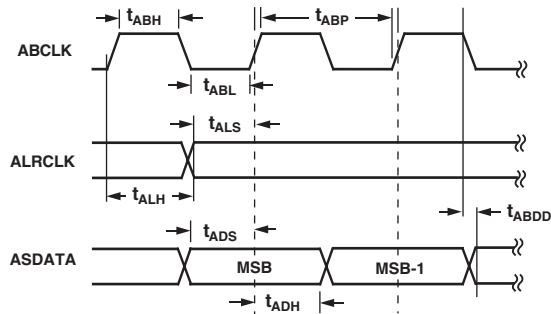 tABH
tABP
ABCLK
tABL
tALS
ALRCLK
tALH
tABDD
tADS
ASDATA
MSB
MSB-1
tADH